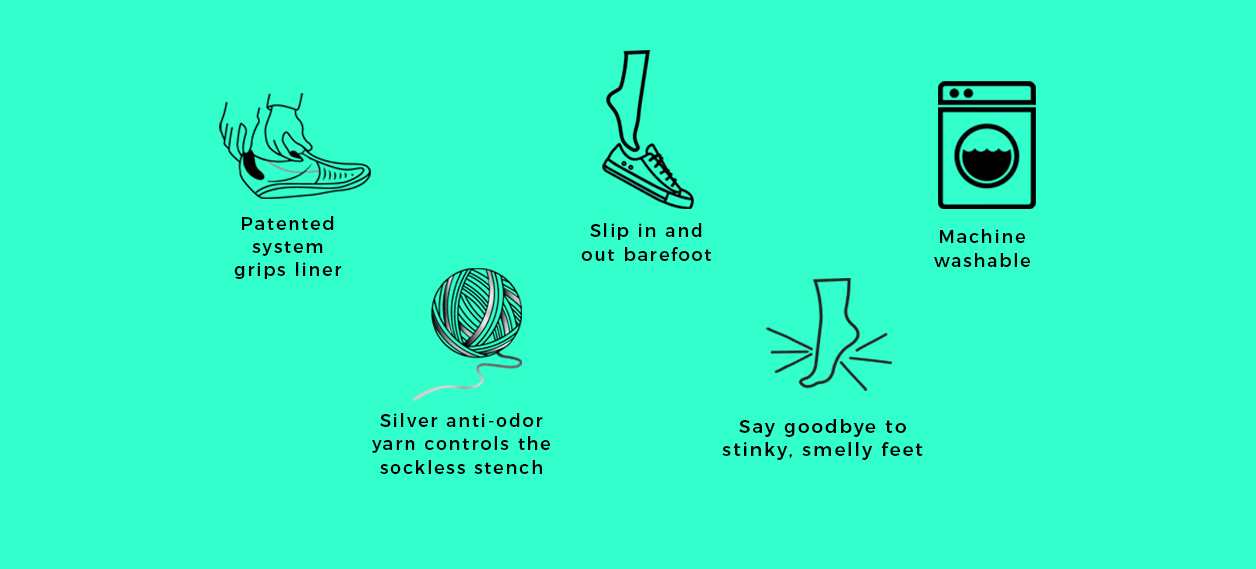 Patented
system
grips liner
Slip in and
out barefoot
Machine
washable
Silver anti-odor
yarn controls the
sockless stench
Say goodbye to
stinky, smelly feet